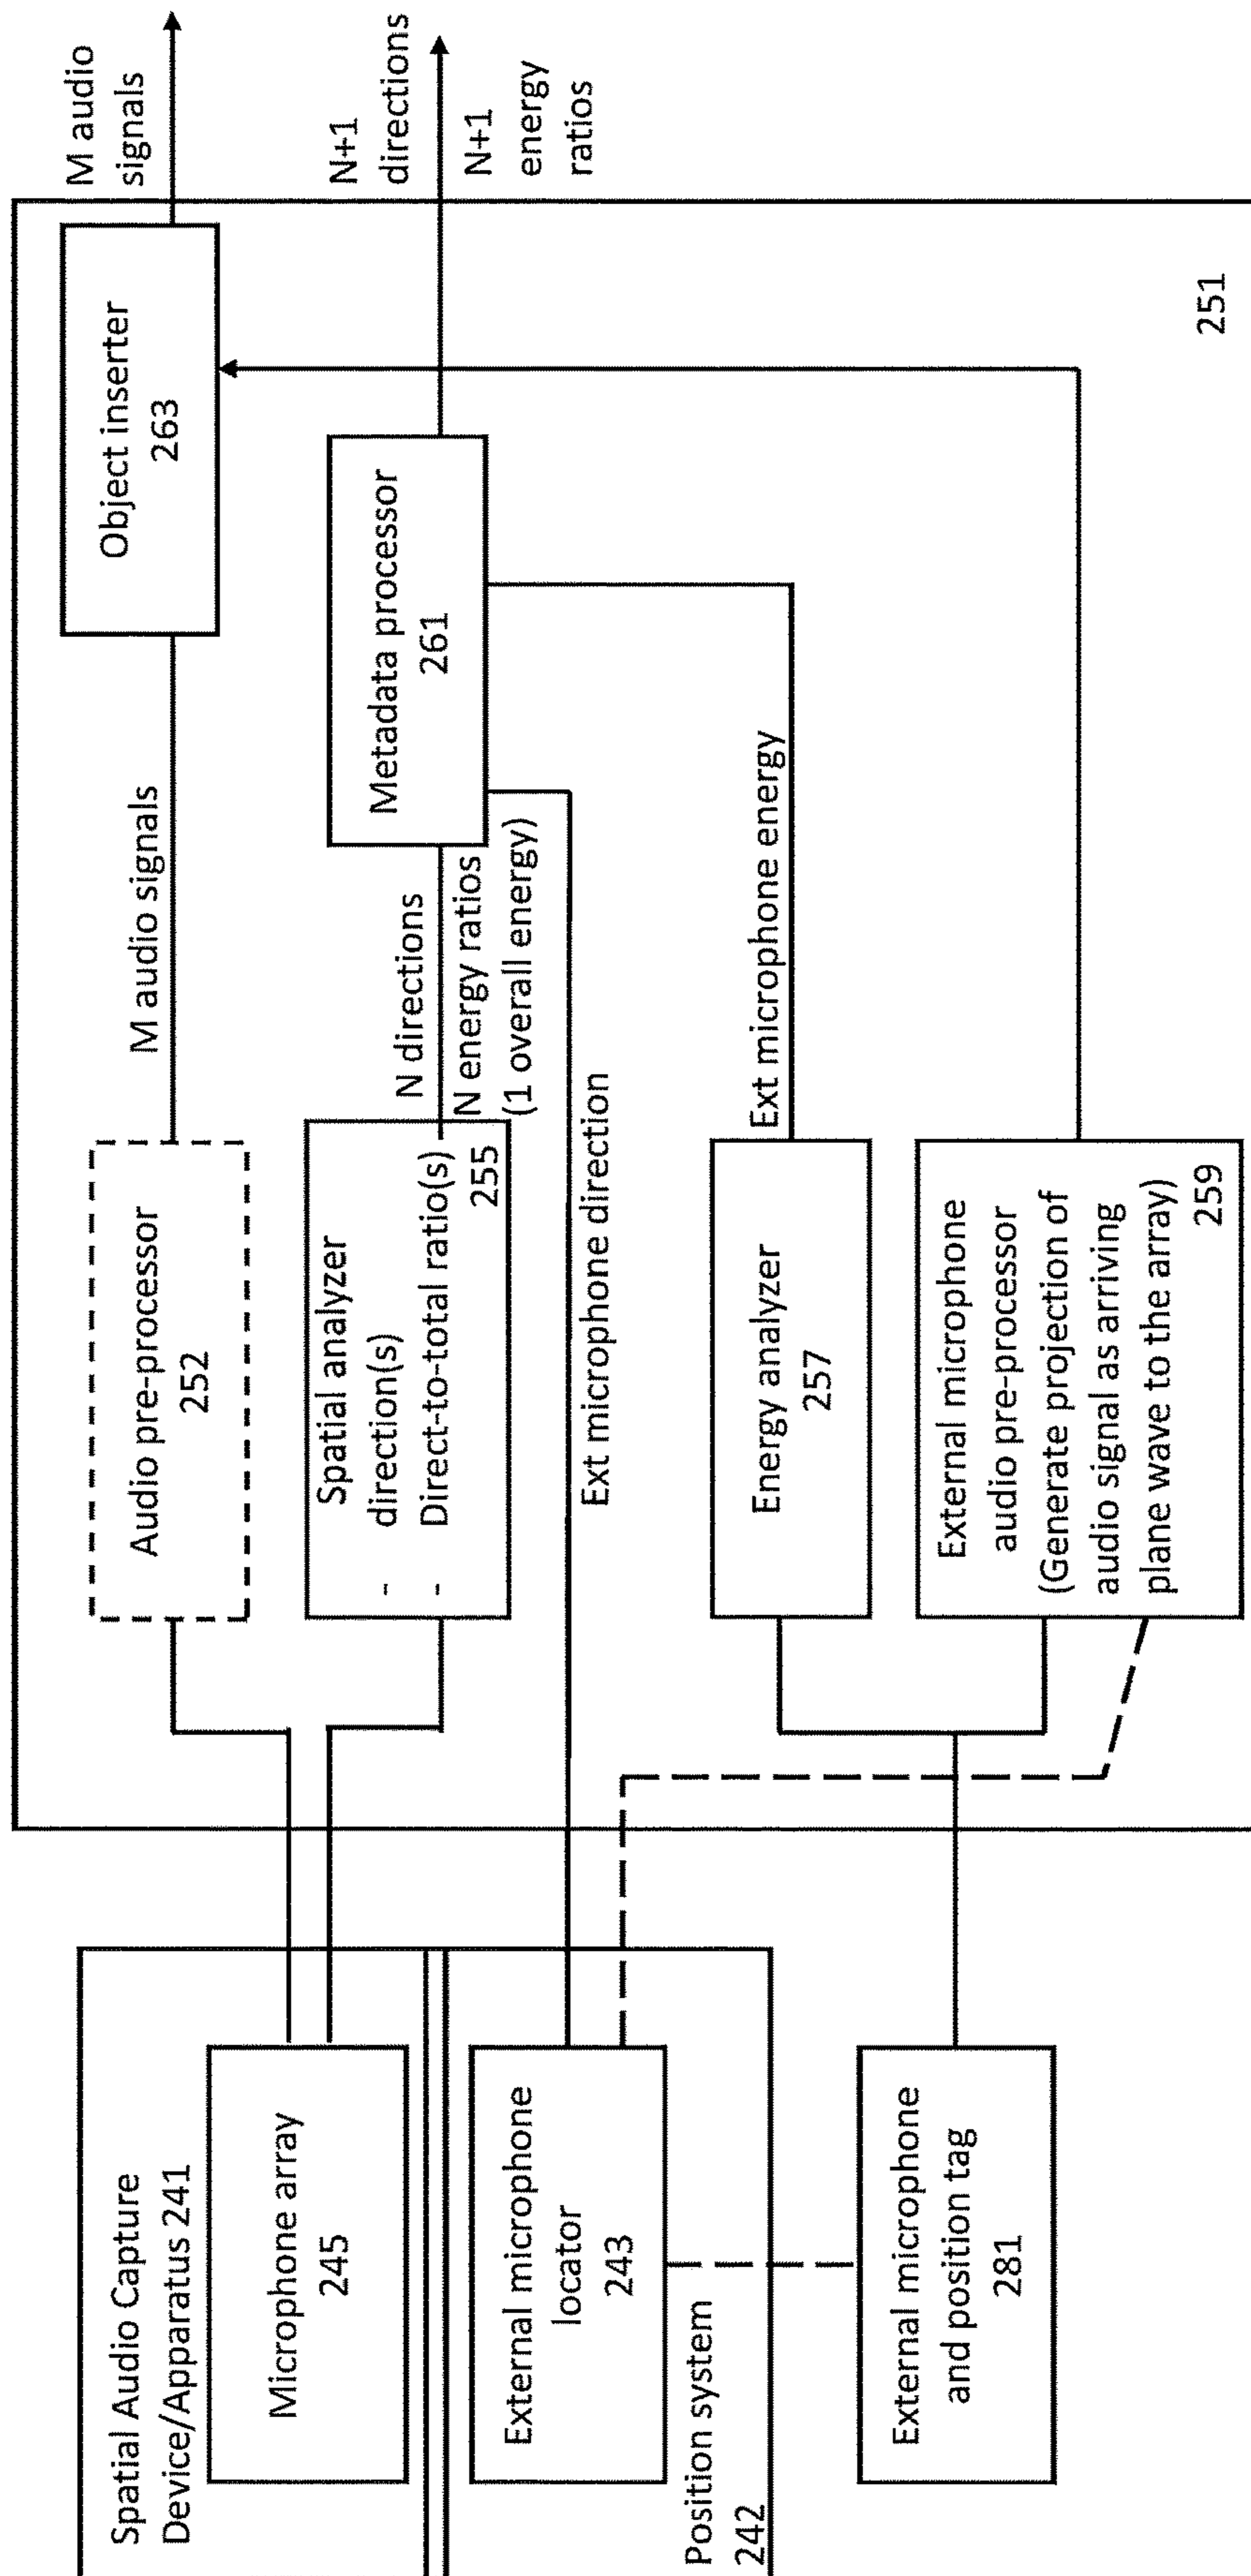 Spatial Audio Capture
Device/Apparatus 241
Microphone array
245
External microphone
locator
243
Position system
242
External microphone
and position tag
281
Audio pre-processor
252
Spatial analyzer
- direction(s)
- Direct-to-total ratio(s)
255
Ext microphone direction
Energy analyzer
257
External microphone
audio pre-processor
(Generate projection of
audio signal as arriving
plane wave to the array)
259
M audio signals
N directions
N energy ratios
(1 overall energy)
Ext microphone energy
Object inserter
263
Metadata processor
261
251
M audio
signals
N+1
directions
N+1
energy
ratios